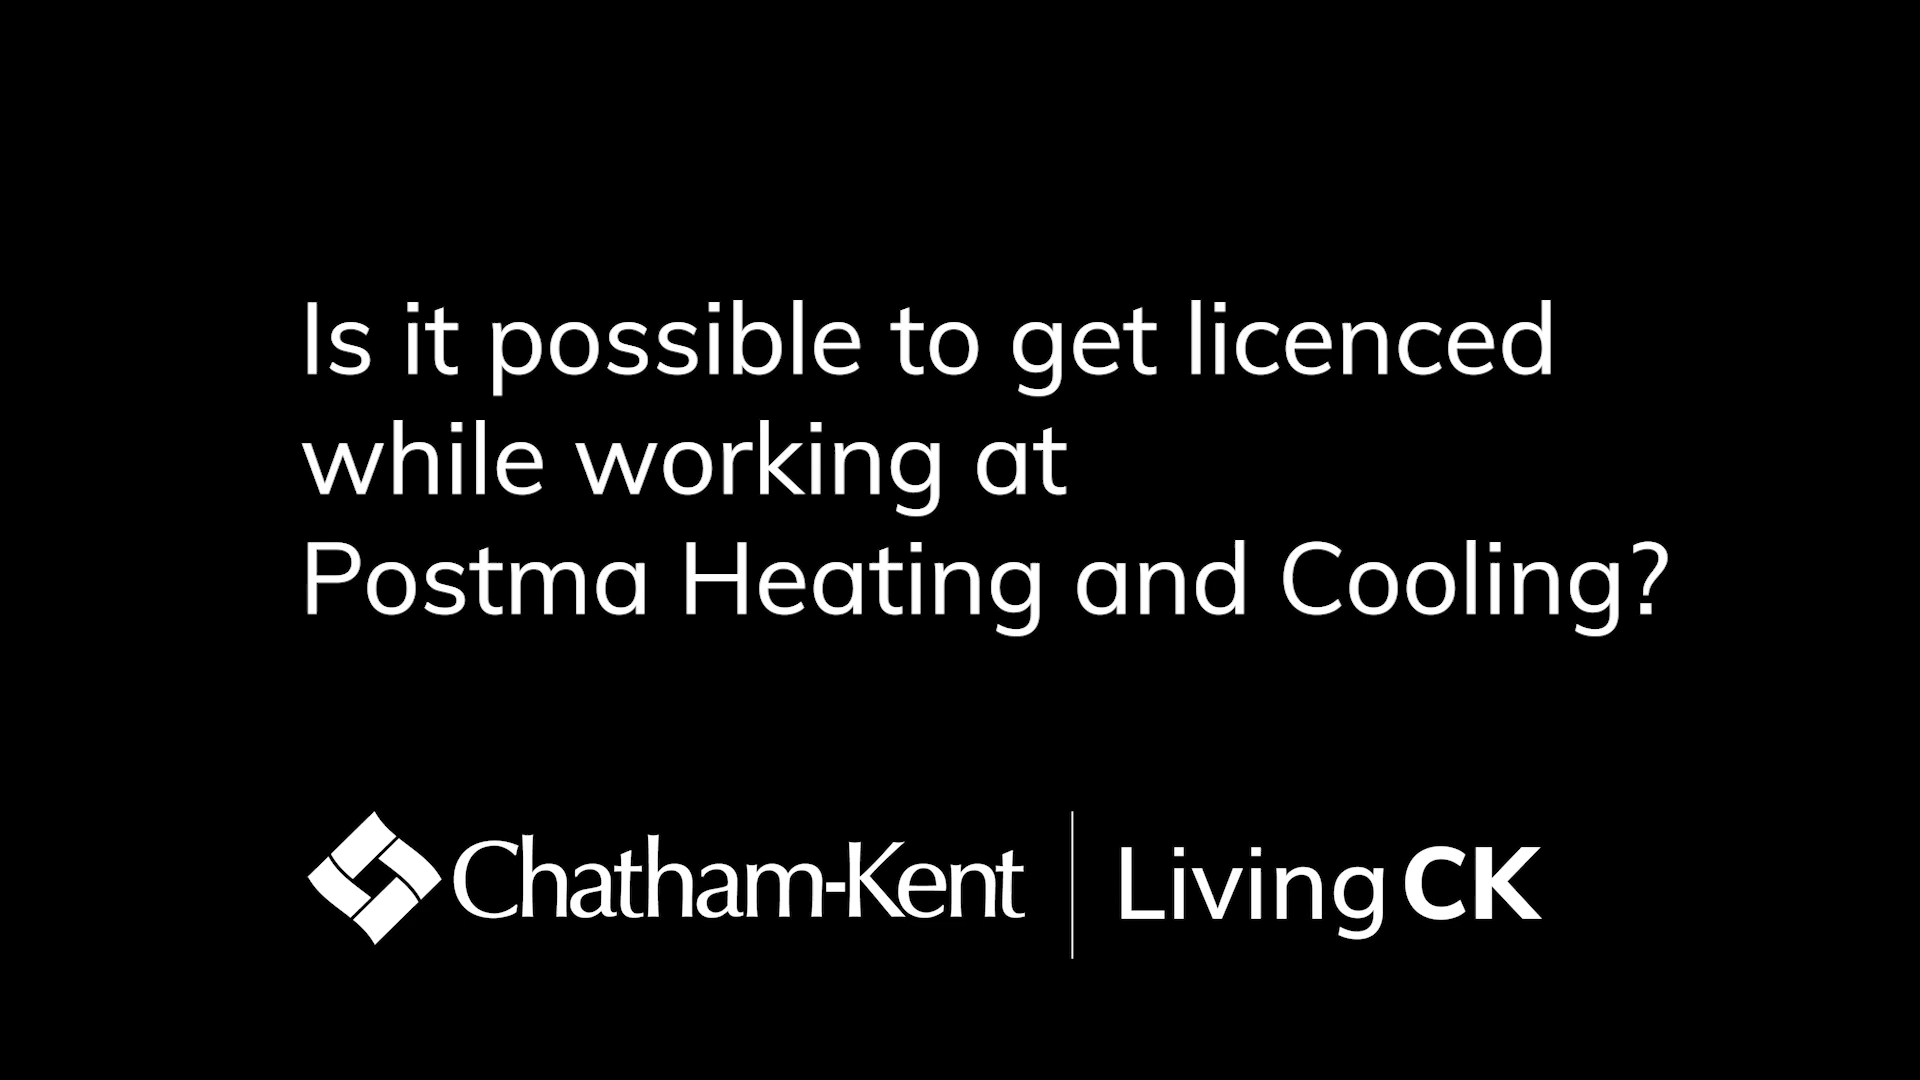 Is it possible to get licenced
while working at
Postma Heating and Cooling?
Chatham-Kent
Living CK